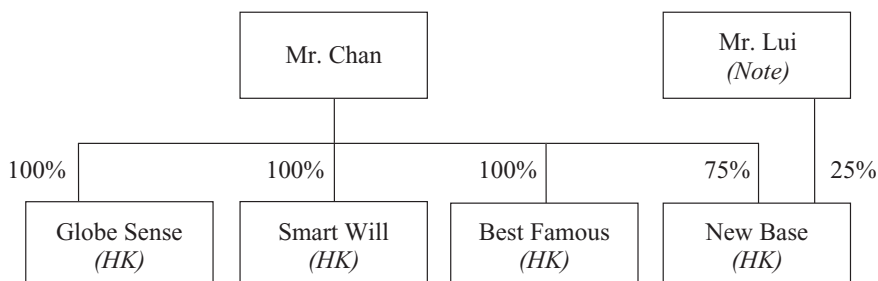 Mr. Chan
Mr. Lui
(Note)
100%
100%
100%
75%
25%
Globe Sense
(HK)
Smart Will
(HK)
Best Famous
(HK)
New Base
(HK)